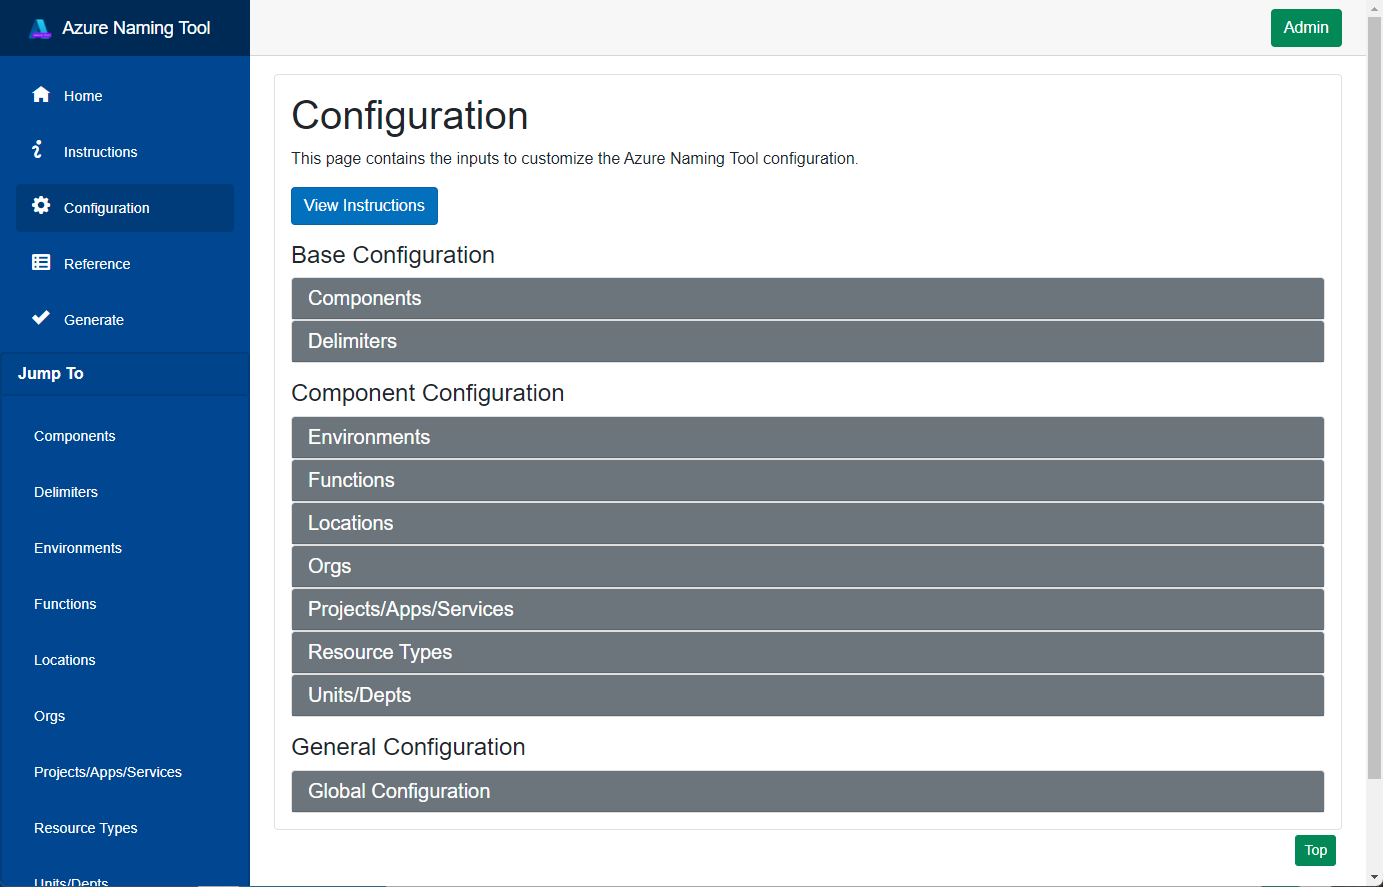 Azure Naming Tool
Admin
Home
Instructions
Configuration
Reference
Generate
Jump To
Components
Delimiters
Environments
Functions
Locations
Orgs
Projects/Apps/Services
Resource Types
Units/Depts
Configuration
This page contains the inputs to customize the Azure Naming Tool configuration.
View Instructions
Base Configuration
Components
Delimiters
Component Configuration
Environments
Functions
Locations
Orgs
Projects/Apps/Services
Resource Types
Units/Depts
General Configuration
Global Configuration
Top